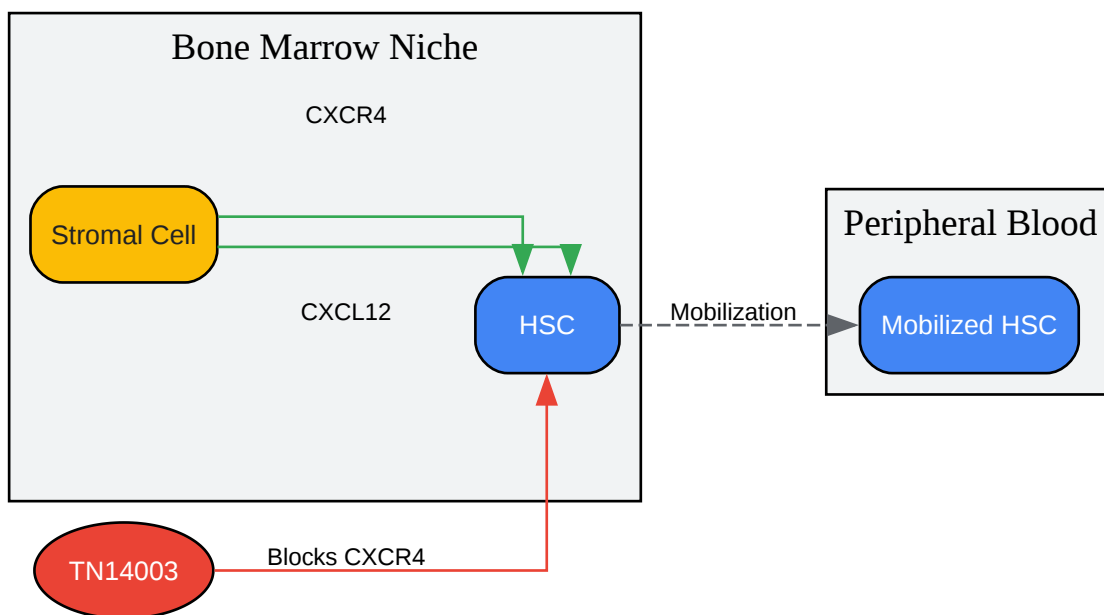 Bone Marrow Niche
CXCR4
Stromal Cell
CXCL12
HSC
Mobilization
Peripheral Blood
Mobilized HSC
TN14003
Blocks CXCR4